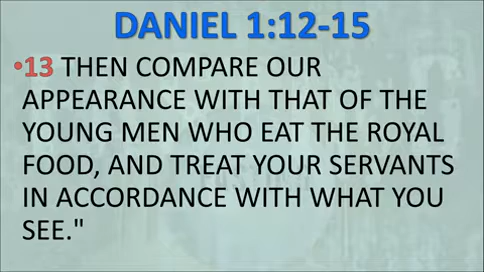 DANIEL 1:12-15
•13 THEN COMPARE OUR
APPEARANCE WITH THAT OF THE
YOUNG MEN WHO EAT THE ROYAL
FOOD, AND TREAT YOUR SERVANTS
IN ACCORDANCE WITH WHAT YOU
SEE."